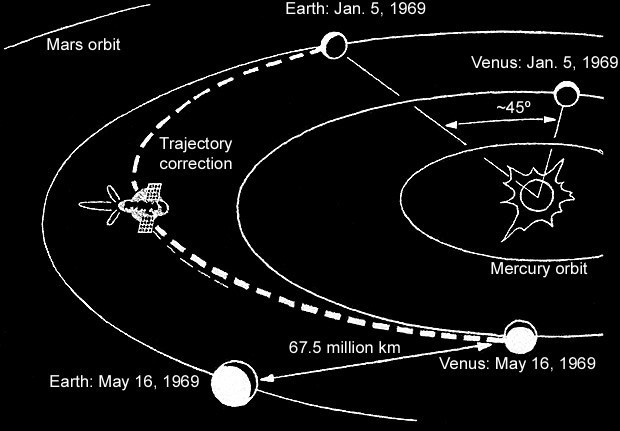 Earth: Jan. 5, 1969
Mars orbit
Venus: Jan. 5, 1969
~45º
Trajectory
correction
Mercury orbit
67.5 million km
Venus: May 16, 1969
Earth: May 16, 1969